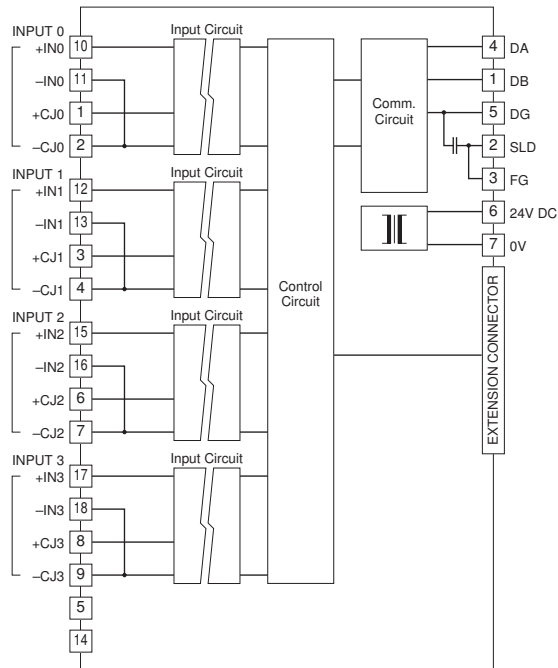 INPUT 0
+IN0 10
–IN0 11
+CJ0 1
–CJ0 2
Input Circuit
INPUT 1
+IN1 12
–IN1 13
+CJ1 3
–CJ1 4
Input Circuit
INPUT 2
+IN2 15
–IN2 16
+CJ2 6
–CJ2 7
Input Circuit
INPUT 3
+IN3 17
–IN3 18
+CJ3 8
–CJ3 9
Input Circuit
5
14
Control
Circuit
Comm.
Circuit
4 DA
1 DB
5 DG
2 SLD
3 FG
6 24V DC
7 0V
EXTENSION CONNECTOR